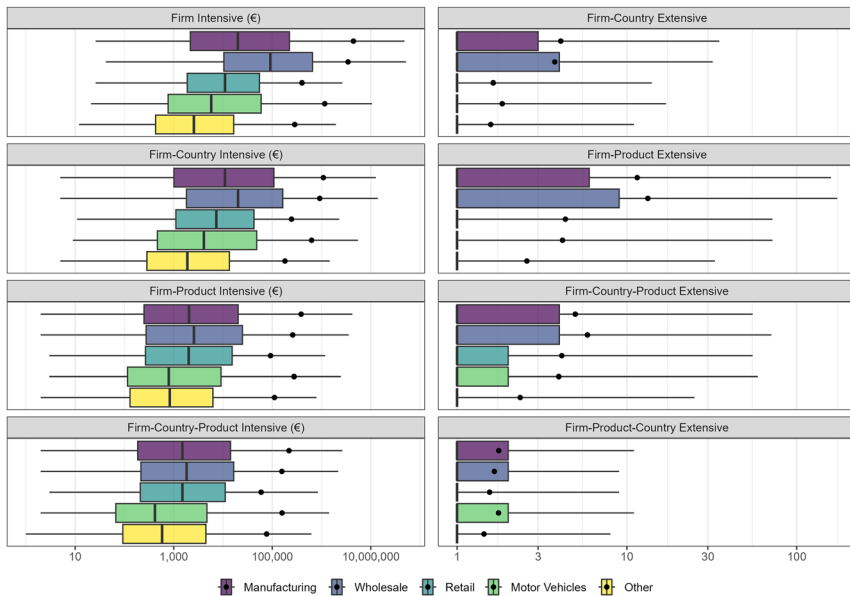 Firm Intensive (€)
Firm-Country Extensive
Firm-Country Intensive (€)
Firm-Product Extensive
Firm-Product Intensive (€)
Firm-Country-Product Extensive
Firm-Country-Product Intensive (€)
Firm-Product-Country Extensive
10 1,000 100,000 10,000,000
1 3 10 30 100
Manufacturing Wholesale Retail Motor Vehicles Other